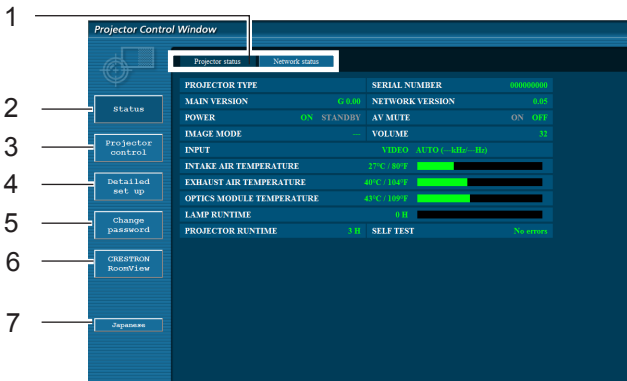 1
Projector Control Window
Projector status Network status
PROJECTOR TYPE SERIAL NUMBER 000000000
2 Status MAIN VERSION G 0.00 NETWORK VERSION 0.05
POWER ON STANDBY AV MUTE ON OFF
IMAGE MODE --- VOLUME 32
3 Projector control
INPUT VIDEO AUTO (---kHz/---Hz)
INTAKE AIR TEMPERATURE 27°C / 80°F
4 Detailed set up
EXHAUST AIR TEMPERATURE 40°C / 104°F
OPTICS MODULE TEMPERATURE 43°C / 109°F
LAMP RUNTIME 0 H
5 Change password
PROJECTOR RUNTIME 3 H SELF TEST No errors
6 CRESTRON RoomView
7 Japanese